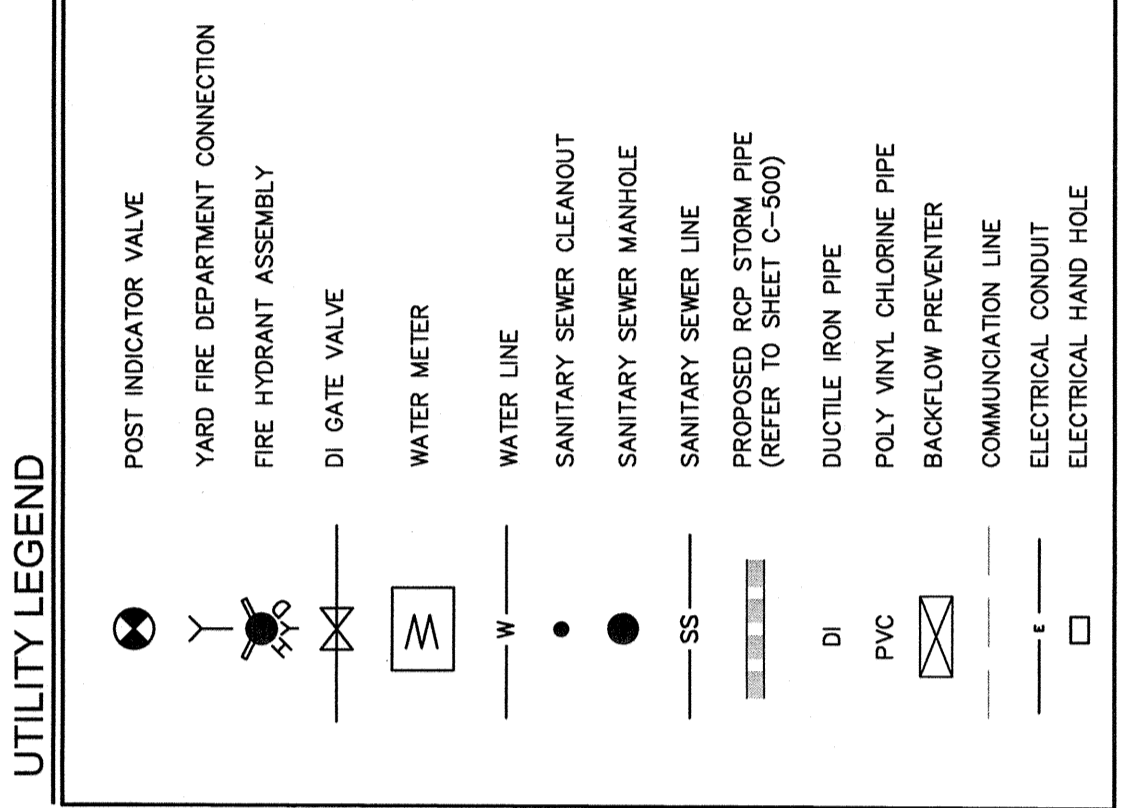 UTILITY LEGEND
POST INDICATOR VALVE
YARD FIRE DEPARTMENT CONNECTION
HYD FIRE HYDRANT ASSEMBLY
DI GATE VALVE
M WATER METER
W WATER LINE
SANITARY SEWER CLEANOUT
SANITARY SEWER MANHOLE
SS SANITARY SEWER LINE
PROPOSED RCP STORM PIPE
(REFER TO SHEET C-500)
DI DUCTILE IRON PIPE
PVC POLY VINYL CHLORINE PIPE
BACKFLOW PREVENTER
COMMUNCIATION LINE
E ELECTRICAL CONDUIT
ELECTRICAL HAND HOLE